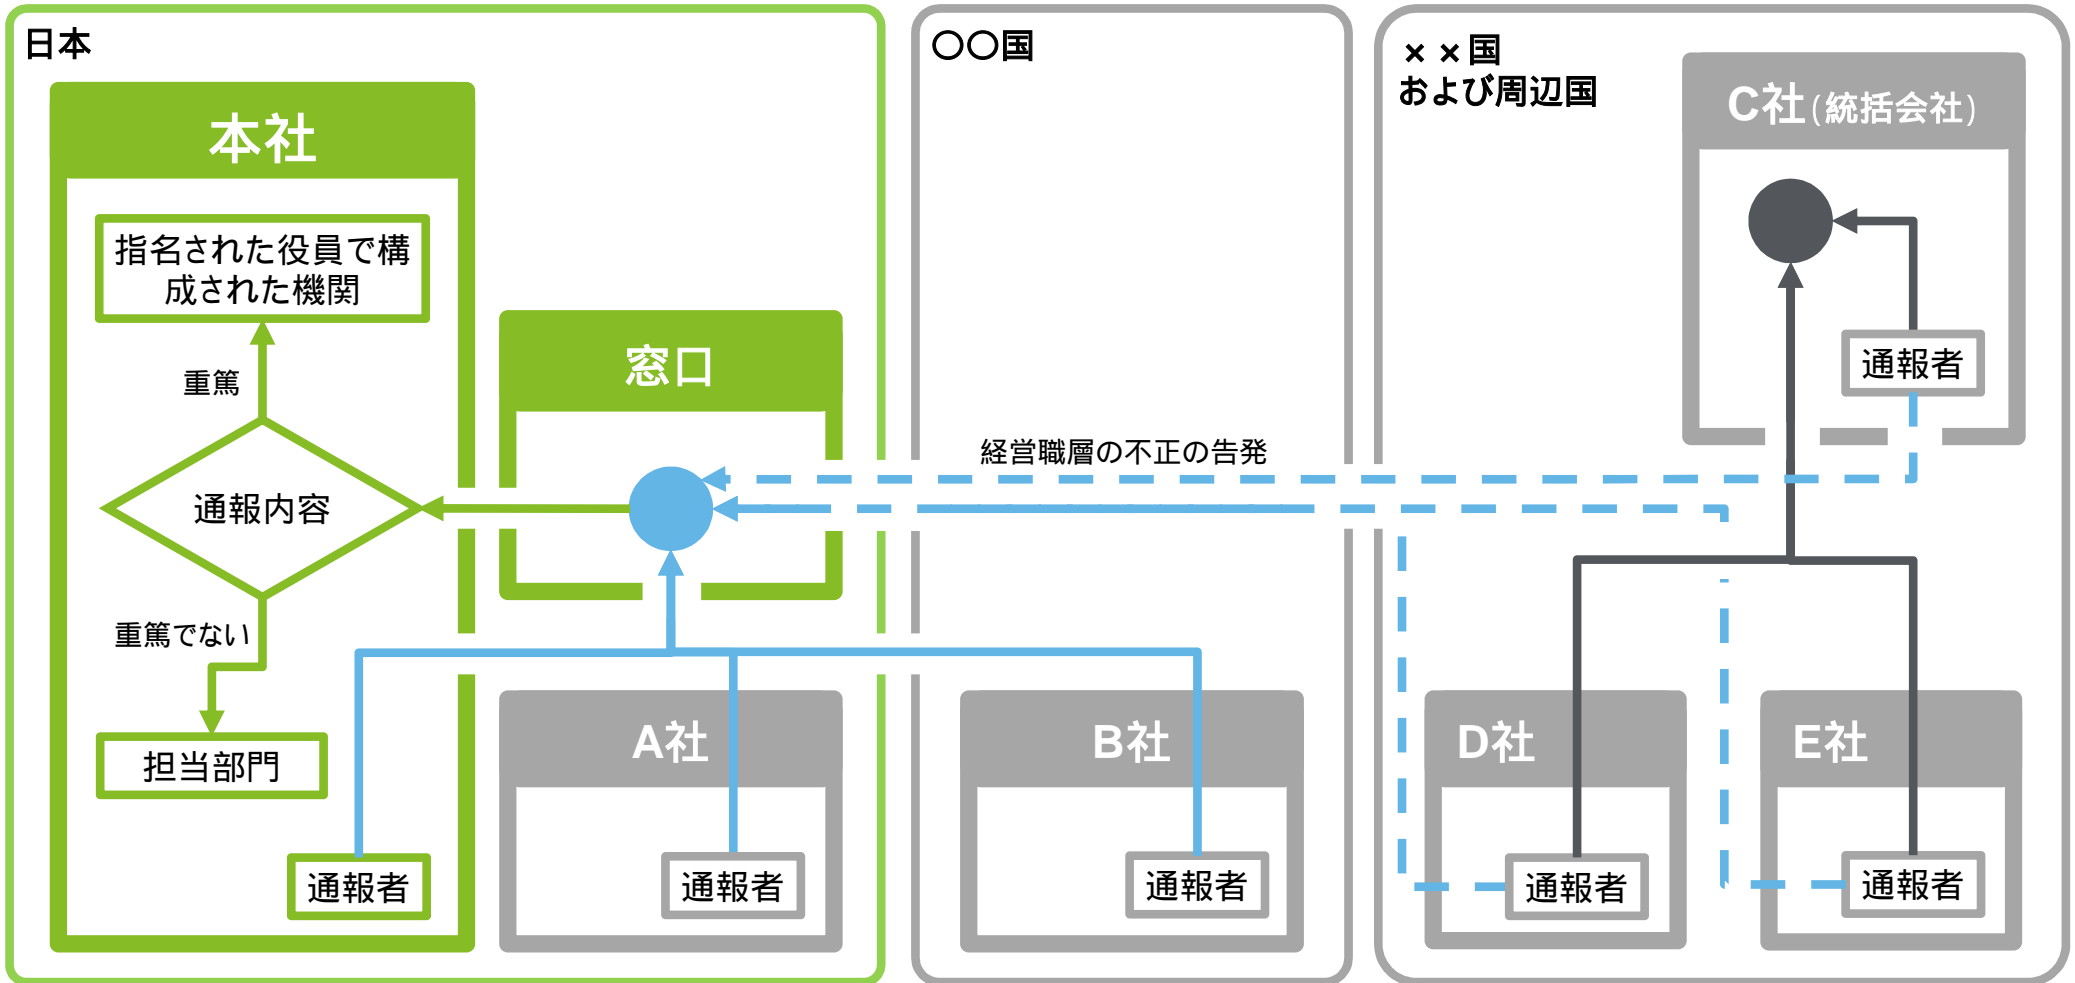 日本
本社
指名された役員で構
成された機関
重篤
通報内容
重篤でない
担当部門
通報者
窓口
A社
通報者
〇〇国
経営職層の不正の告発
B社
通報者
××国
および周辺国
C社(統括会社)
通報者
D社
通報者
E社
通報者